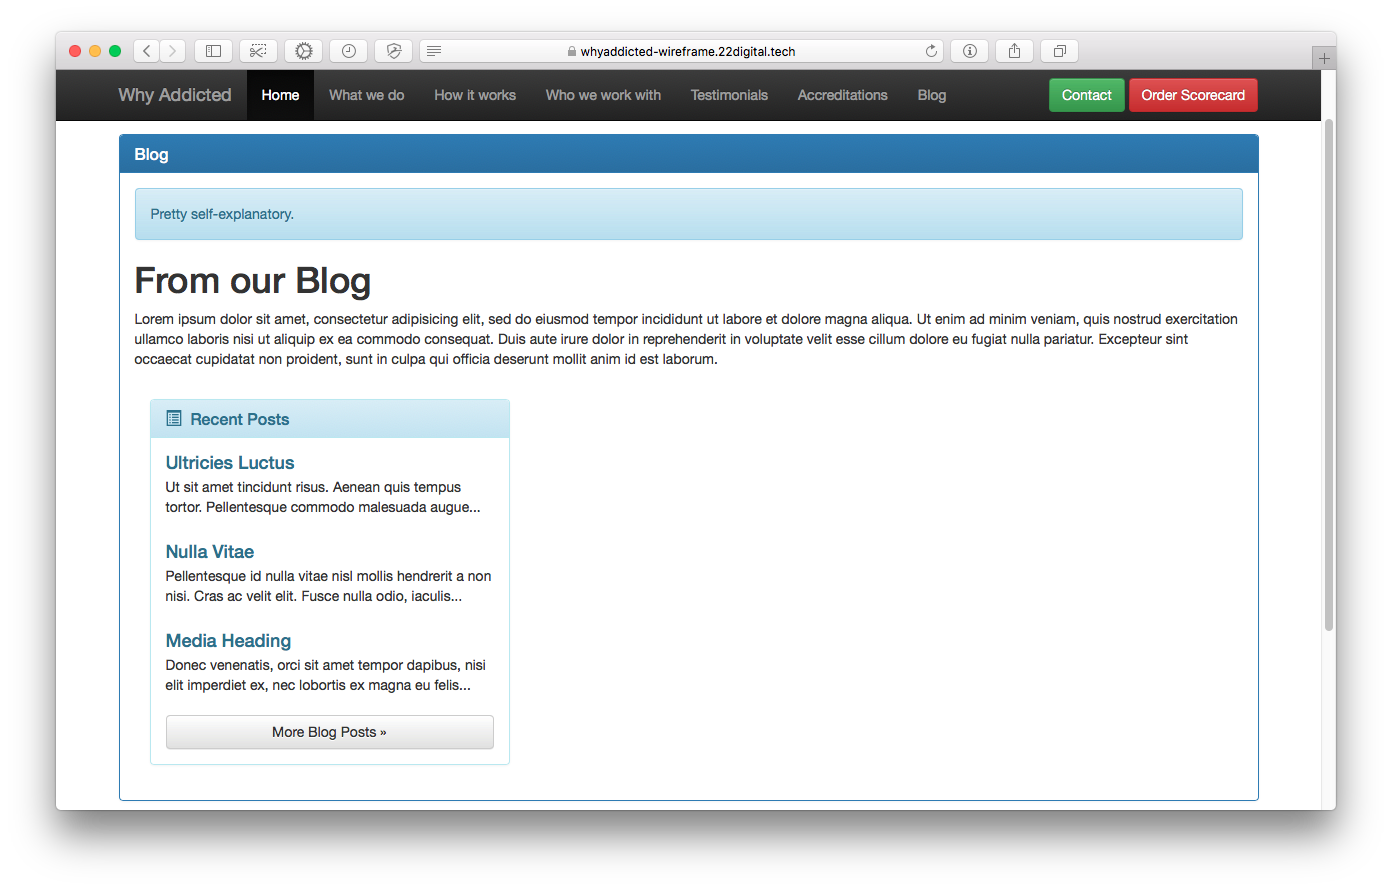 whyaddicted-wireframe.22digital.tech
Why Addicted Home What we do How it works Who we work with Testimonials Accreditations Blog Contact Order Scorecard
Blog
Pretty self-explanatory.
From our Blog
Lorem ipsum dolor sit amet, consectetur adipisicing elit, sed do eiusmod tempor incididunt ut labore et dolore magna aliqua. Ut enim ad minim veniam, quis nostrud exercitation
ullamco laboris nisi ut aliquip ex ea commodo consequat. Duis aute irure dolor in reprehenderit in voluptate velit esse cillum dolore eu fugiat nulla pariatur. Excepteur sint
occaecat cupidatat non proident, sunt in culpa qui officia deserunt mollit anim id est laborum.
Recent Posts
Ultricies Luctus
Ut sit amet tincidunt risus. Aenean quis tempus
tortor. Pellentesque commodo malesuada augue...
Nulla Vitae
Pellentesque id nulla vitae nisl mollis hendrerit a non
nisi. Cras ac velit elit. Fusce nulla odio, iaculis...
Media Heading
Donec venenatis, orci sit amet tempor dapibus, nisi
elit imperdiet ex, nec lobortis ex magna eu felis...
More Blog Posts »